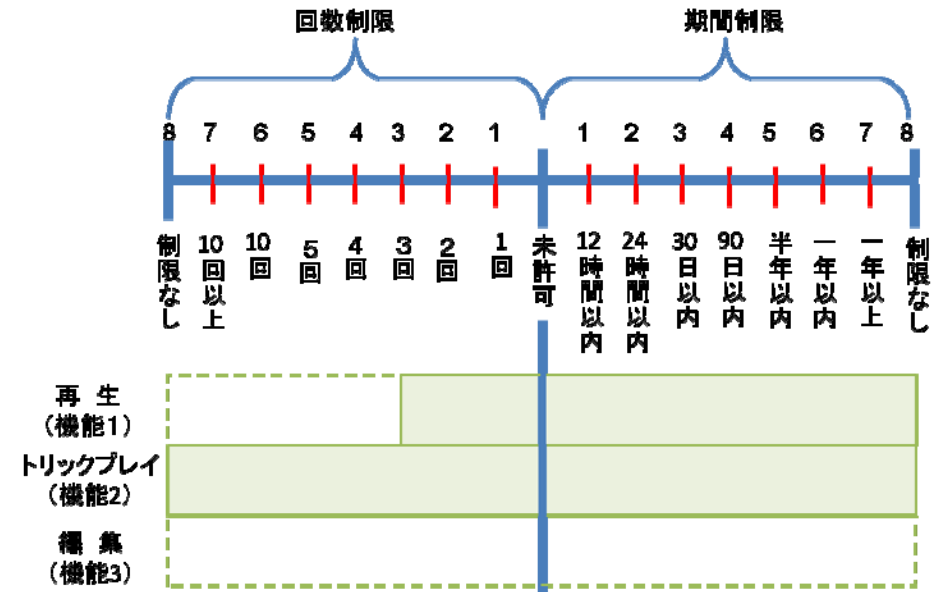 回数制限 期間制限
8 7 6 5 4 3 2 1 1 2 3 4 5 6 7 8
制限なし
10回以上
10回
5回
4回
3回
2回
1回
未許可
12時間以内
24時間以内
30日以内
90日以内
半年以内
一年以内
一年以上
制限なし
再 生
（機能1）
トリックプレイ
（機能2）
編 集
（機能3）